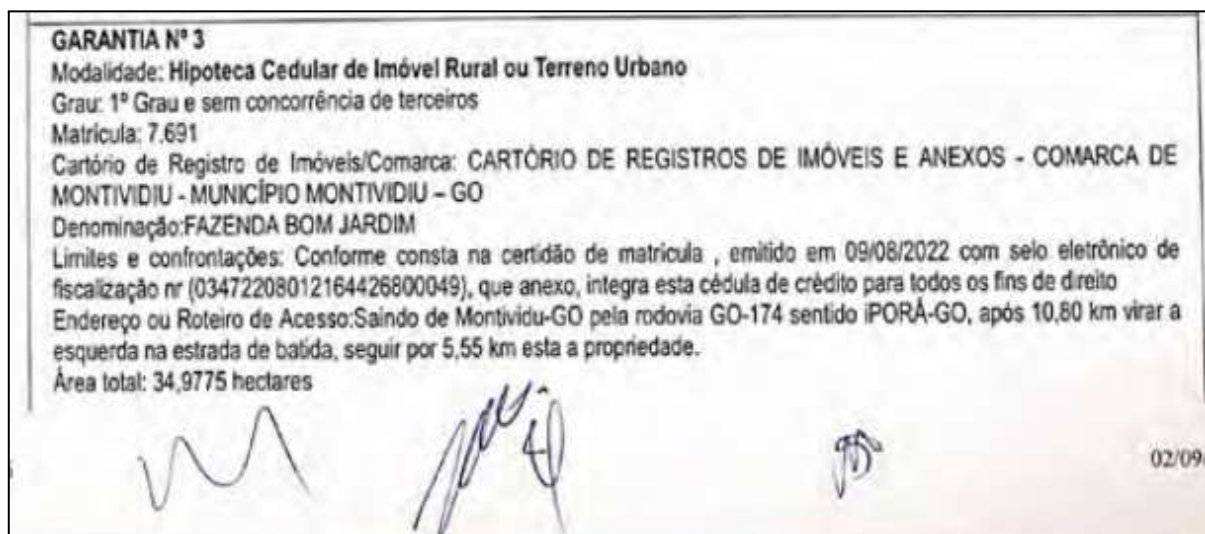 GARANTIA Nº 3
Modalidade: Hipoteca Cedular de Imóvel Rural ou Terreno Urbano
Grau: 1º Grau e sem concorrência de terceiros
Matricula: 7.691
Cartório de Registro de Imóveis/Comarca: CARTÓRIO DE REGISTROS DE IMÓVEIS E ANEXOS - COMARCA DE
MONTIVIDIU - MUNICÍPIO MONTIVIDIU – GO
Denominação:FAZENDA BOM JARDIM
Limites e confrontações: Conforme consta na certidão de matricula , emitido em 09/08/2022 com selo eletrônico de
fiscalização nr (03472208012164426800049), que anexo, integra esta cédula de crédito para todos os fins de direito
Endereço ou Roteiro de Acesso:Saindo de Montividu-GO pela rodovia GO-174 sentido iPORÁ-GO, após 10,80 km virar a
esquerda na estrada de batida, seguir por 5,55 km esta a propriedade.
Área total: 34,9775 hectares
02/09